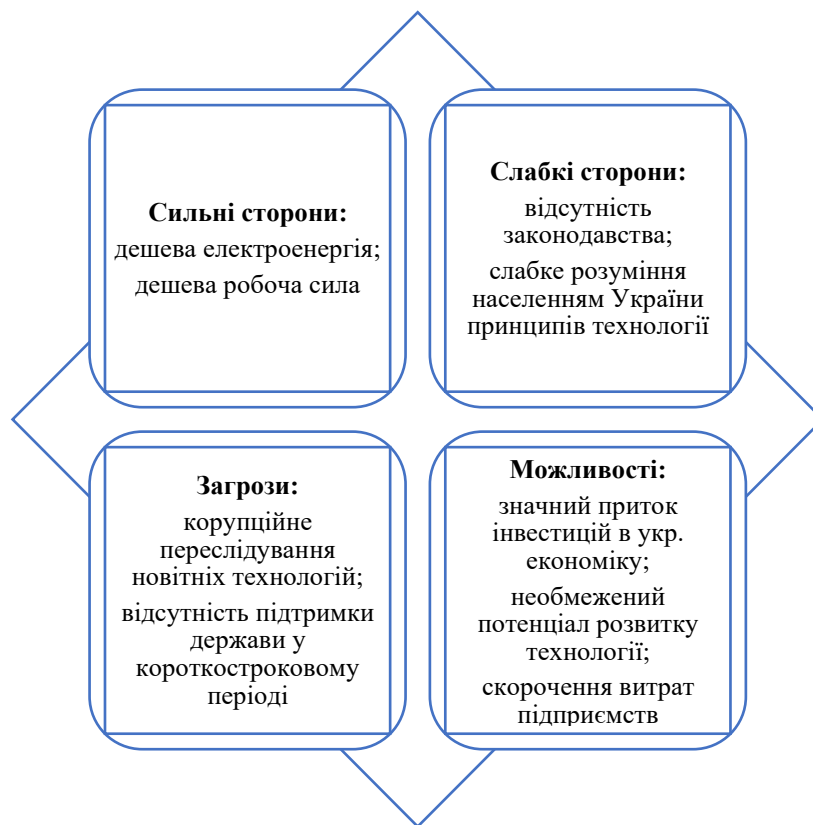 Сильні сторони:
дешева електроенергія;
дешева робоча сила
Слабкі сторони:
відсутність
законодавства;
слабке розуміння
населенням України
принципів технології
Загрози:
корупційне
переслідування
новітніх технологій;
відсутність підтримки
держави у
короткостроковому
періоді
Можливості:
значний приток
інвестицій в укр.
економіку;
необмежений
потенціал розвитку
технології;
скорочення витрат
підприємств